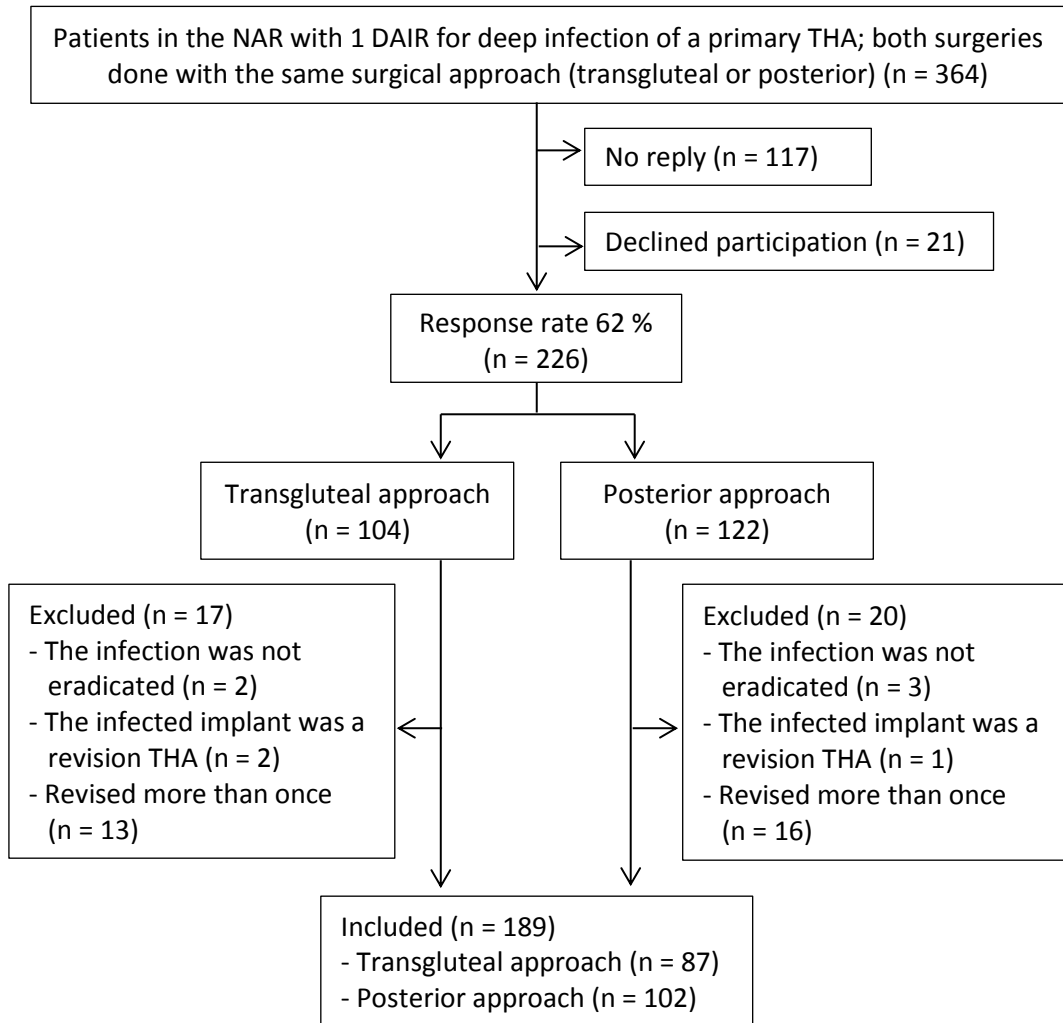 Patients in the NAR with 1 DAIR for deep infection of a primary THA; both surgeries
done with the same surgical approach (transgluteal or posterior) (n = 364)
No reply (n = 117)
Declined participation (n = 21)
Response rate 62 %
(n = 226)
Transgluteal approach
(n = 104)
Posterior approach
(n = 122)
Excluded (n = 17)
- The infection was not
eradicated (n = 2)
- The infected implant was a
revision THA (n = 2)
- Revised more than once
(n = 13)
Excluded (n = 20)
- The infection was not
eradicated (n = 3)
- The infected implant was a
revision THA (n = 1)
- Revised more than once
(n = 16)
Included (n = 189)
- Transgluteal approach (n = 87)
- Posterior approach (n = 102)